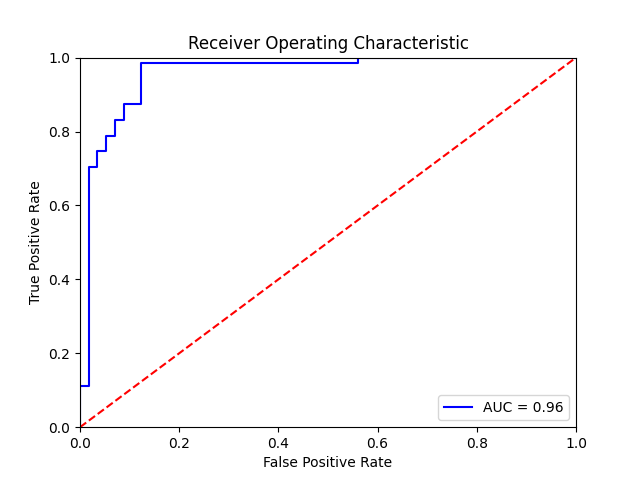 Receiver Operating Characteristic
True Positive Rate
1.0
0.8
0.6
0.4
0.2
0.0
AUC = 0.96
0.0 0.2 0.4 0.6 0.8 1.0
False Positive Rate